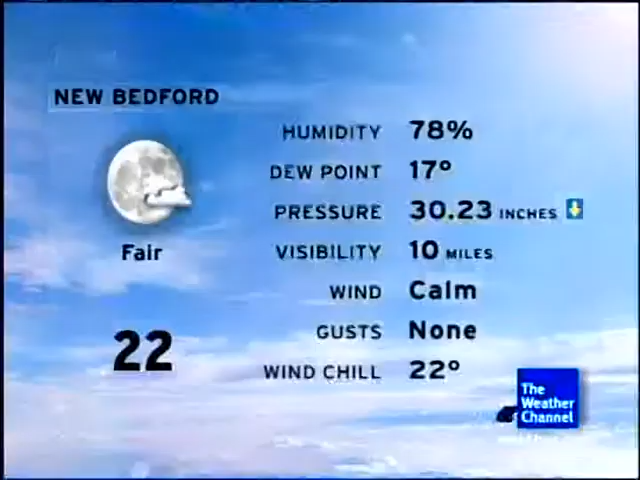 NEW BEDFORD
Fair
22
HUMIDITY 78%
DEW POINT 17°
PRESSURE 30.23 INCHES
VISIBILITY 10 MILES
WIND Calm
GUSTS None
WIND CHILL 22°
The
Weather
Channel